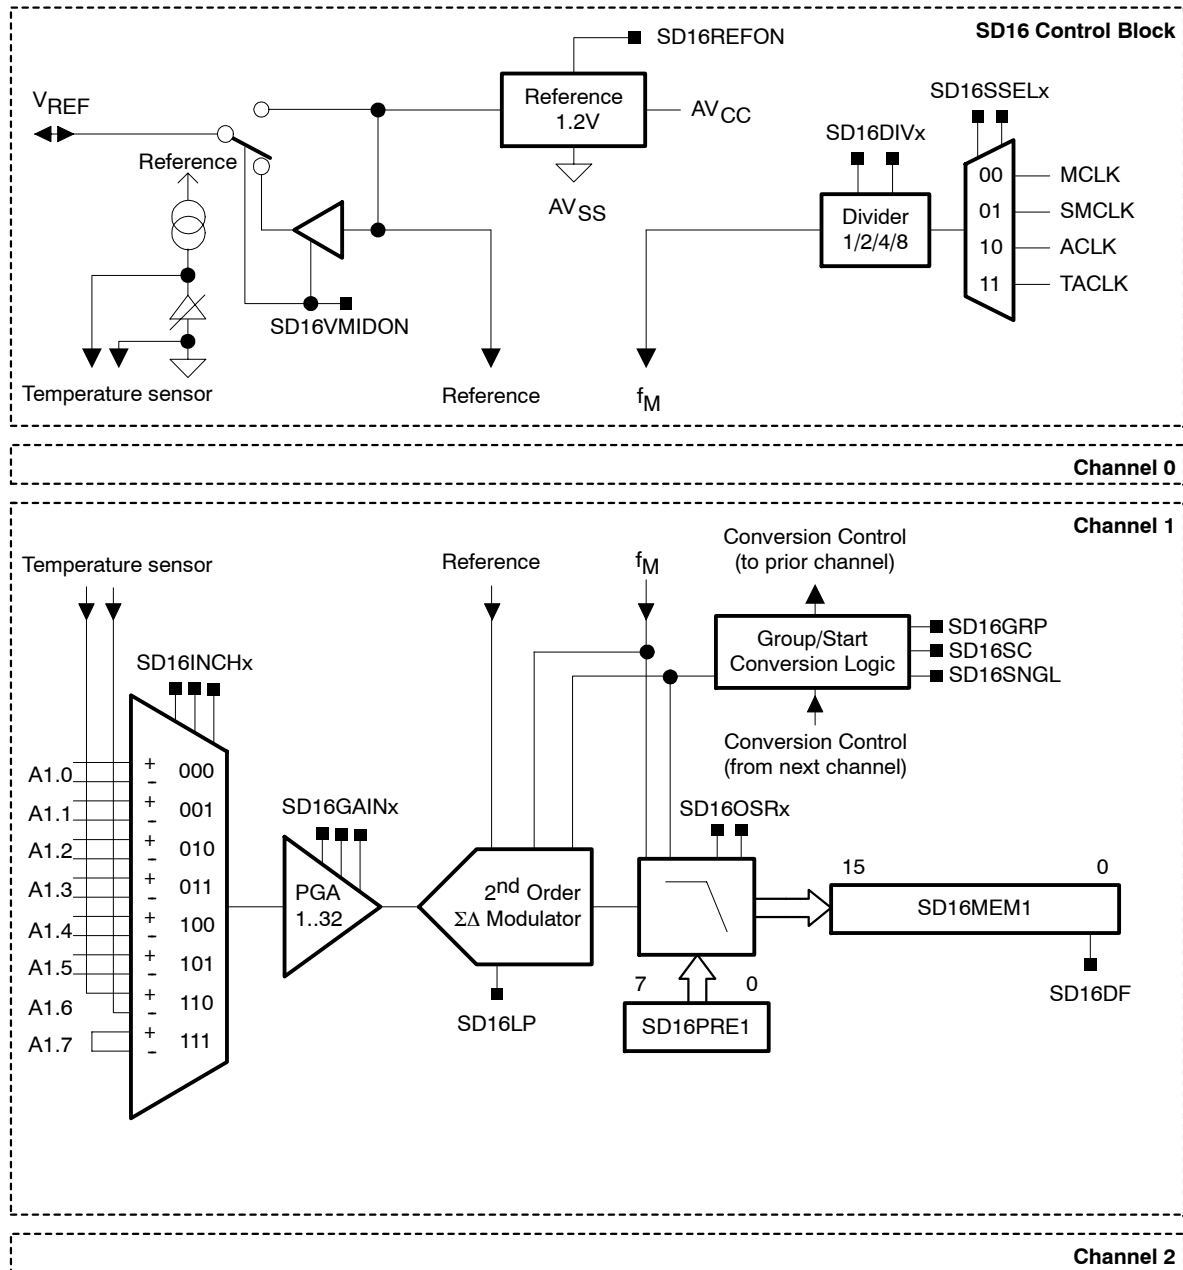 SD16 Control Block
SD16REFON
VREF
Reference
1.2V
AVCC
AVSS
SD16SSELx
SD16DIVx
00 MCLK
01 SMCLK
10 ACLK
11 TACLK
Divider
1/2/4/8
Reference
SD16VMIDON
Temperature sensor
Reference
fM
Channel 0
Channel 1
Temperature sensor
Reference
fM
Conversion Control
(to prior channel)
Group/Start
Conversion Logic
SD16GRP
SD16SC
SD16SNGL
Conversion Control
(from next channel)
SD16INCHx
A1.0 + - 000
A1.1 + - 001
A1.2 + - 010
A1.3 + - 011
A1.4 + - 100
A1.5 + - 101
A1.6 + - 110
A1.7 + - 111
SD16GAINx
PGA
1..32
2nd Order
ΣΔ Modulator
SD16LP
SD16OSRx
7 0
SD16PRE1
15 0
SD16MEM1
SD16DF
Channel 2